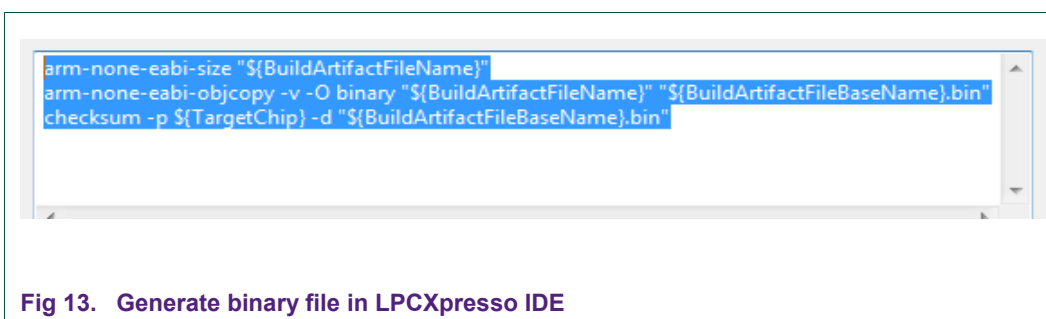 arm-none-eabi-size "${BuildArtifactFileName}"
arm-none-eabi-objcopy -v -O binary "${BuildArtifactFileName}" "${BuildArtifactFileBaseName}.bin"
checksum -p ${TargetChip} -d "${BuildArtifactFileBaseName}.bin"
Fig 13. Generate binary file in LPCXpresso IDE